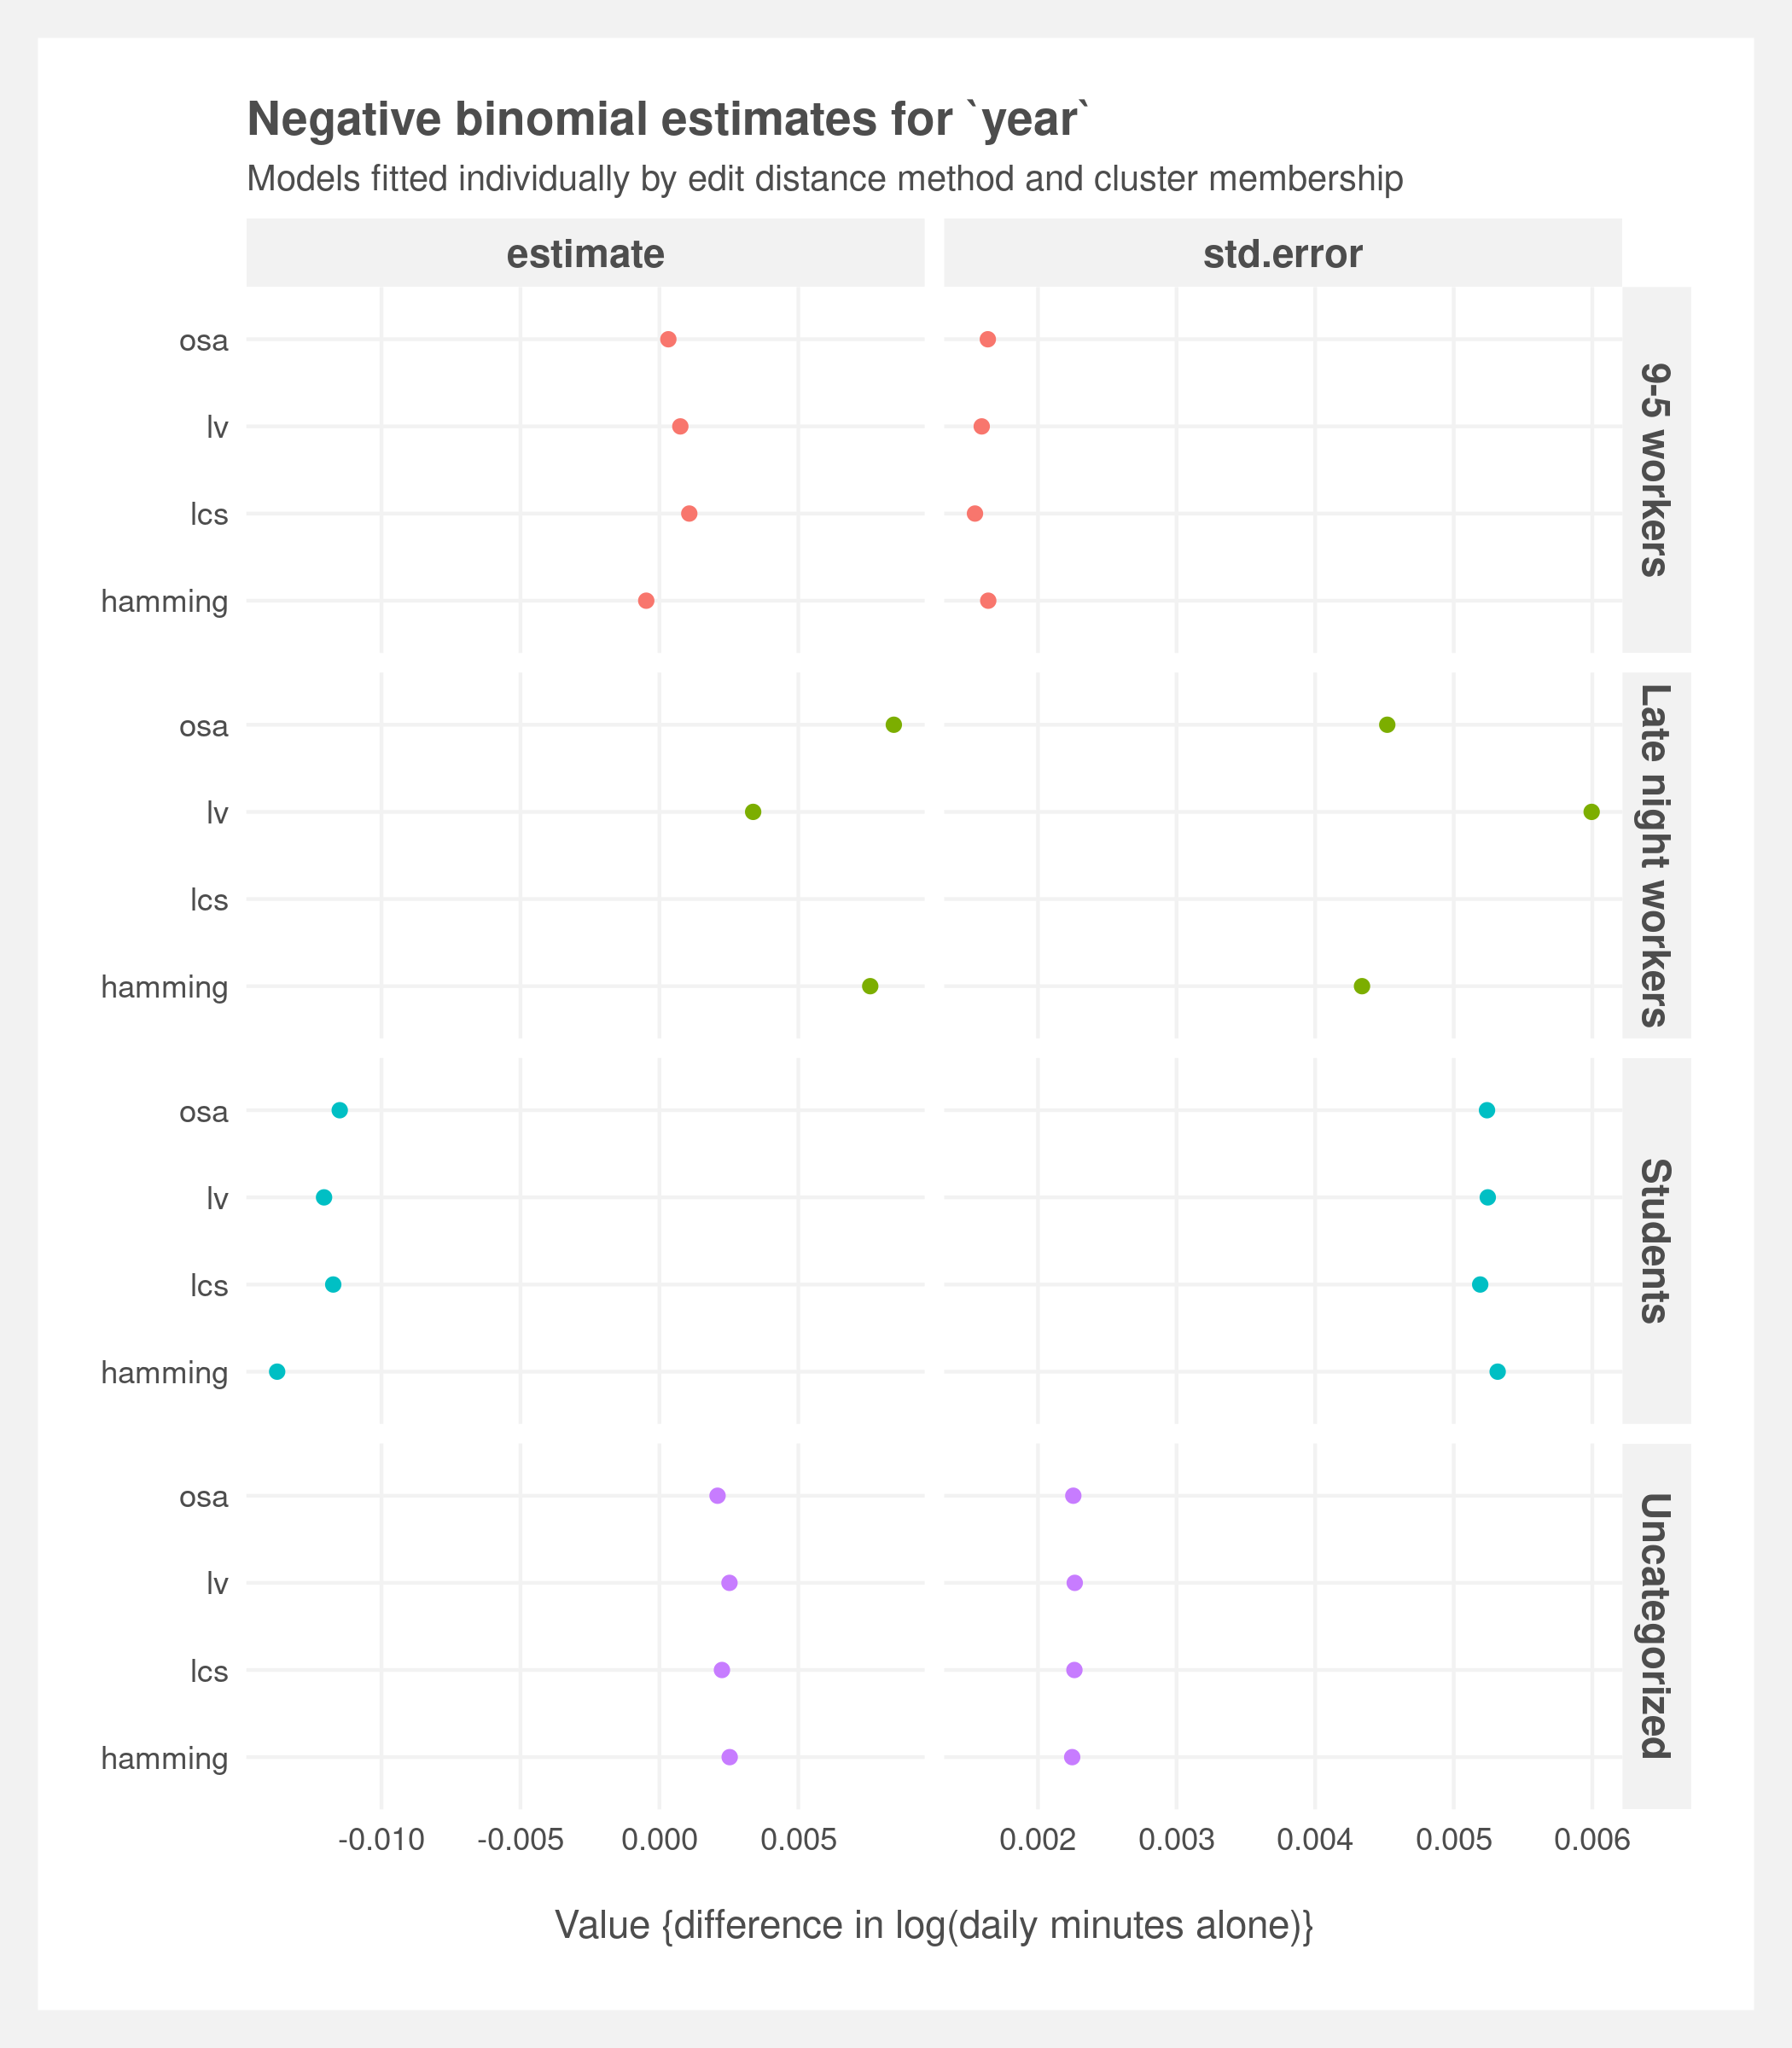 Negative binomial estimates for `year`
Models fitted individually by edit distance method and cluster membership
estimate
std.error
osa
lv
lcs
hamming
9-5 workers
osa
lv
lcs
hamming
Late night workers
osa
lv
lcs
hamming
Students
osa
lv
lcs
hamming
Uncategorized
-0.010 -0.005 0.000 0.005
0.002 0.003 0.004 0.005 0.006
Value {difference in log(daily minutes alone)}